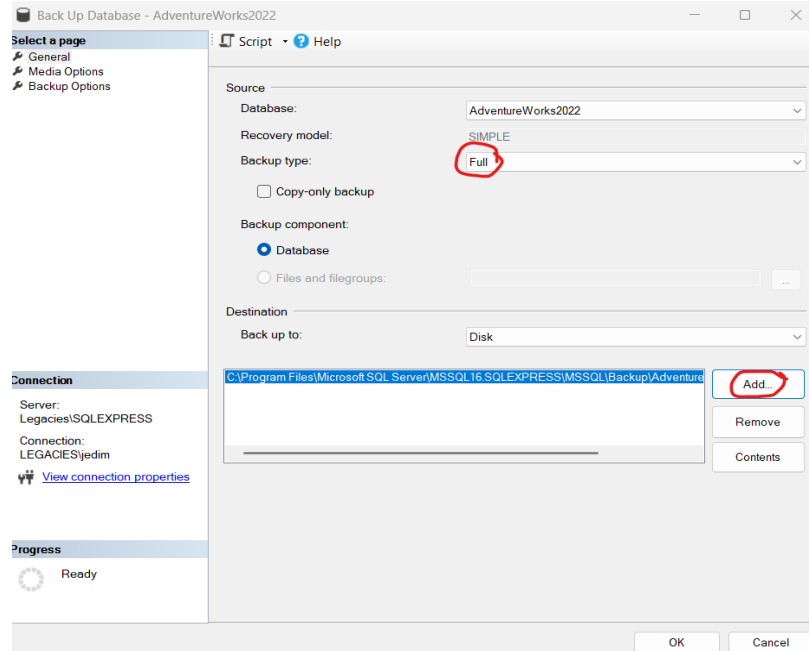 Back Up Database - AdventureWorks2022
Select a page
General
Media Options
Backup Options
Script Help
Source
Database: AdventureWorks2022
Recovery model: SIMPLE
Backup type: Full
Copy-only backup
Backup component:
Database
Files and filegroups: ...
Destination
Back up to: Disk
C:\Program Files\Microsoft SQL Server\MSSQL16.SQLEXPRESS\MSSQL\Backup\Adventure
Add...
Remove
Contents
Connection
Server:
Legacies\SQLEXPRESS
Connection:
LEGACIES\jedim
View connection properties
Progress
Ready
OK Cancel